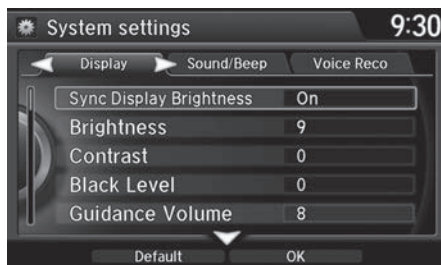 System settings 9:30
Display Sound/Beep Voice Reco
Sync Display Brightness On
Brightness 9
Contrast 0
Black Level 0
Guidance Volume 8
Default OK